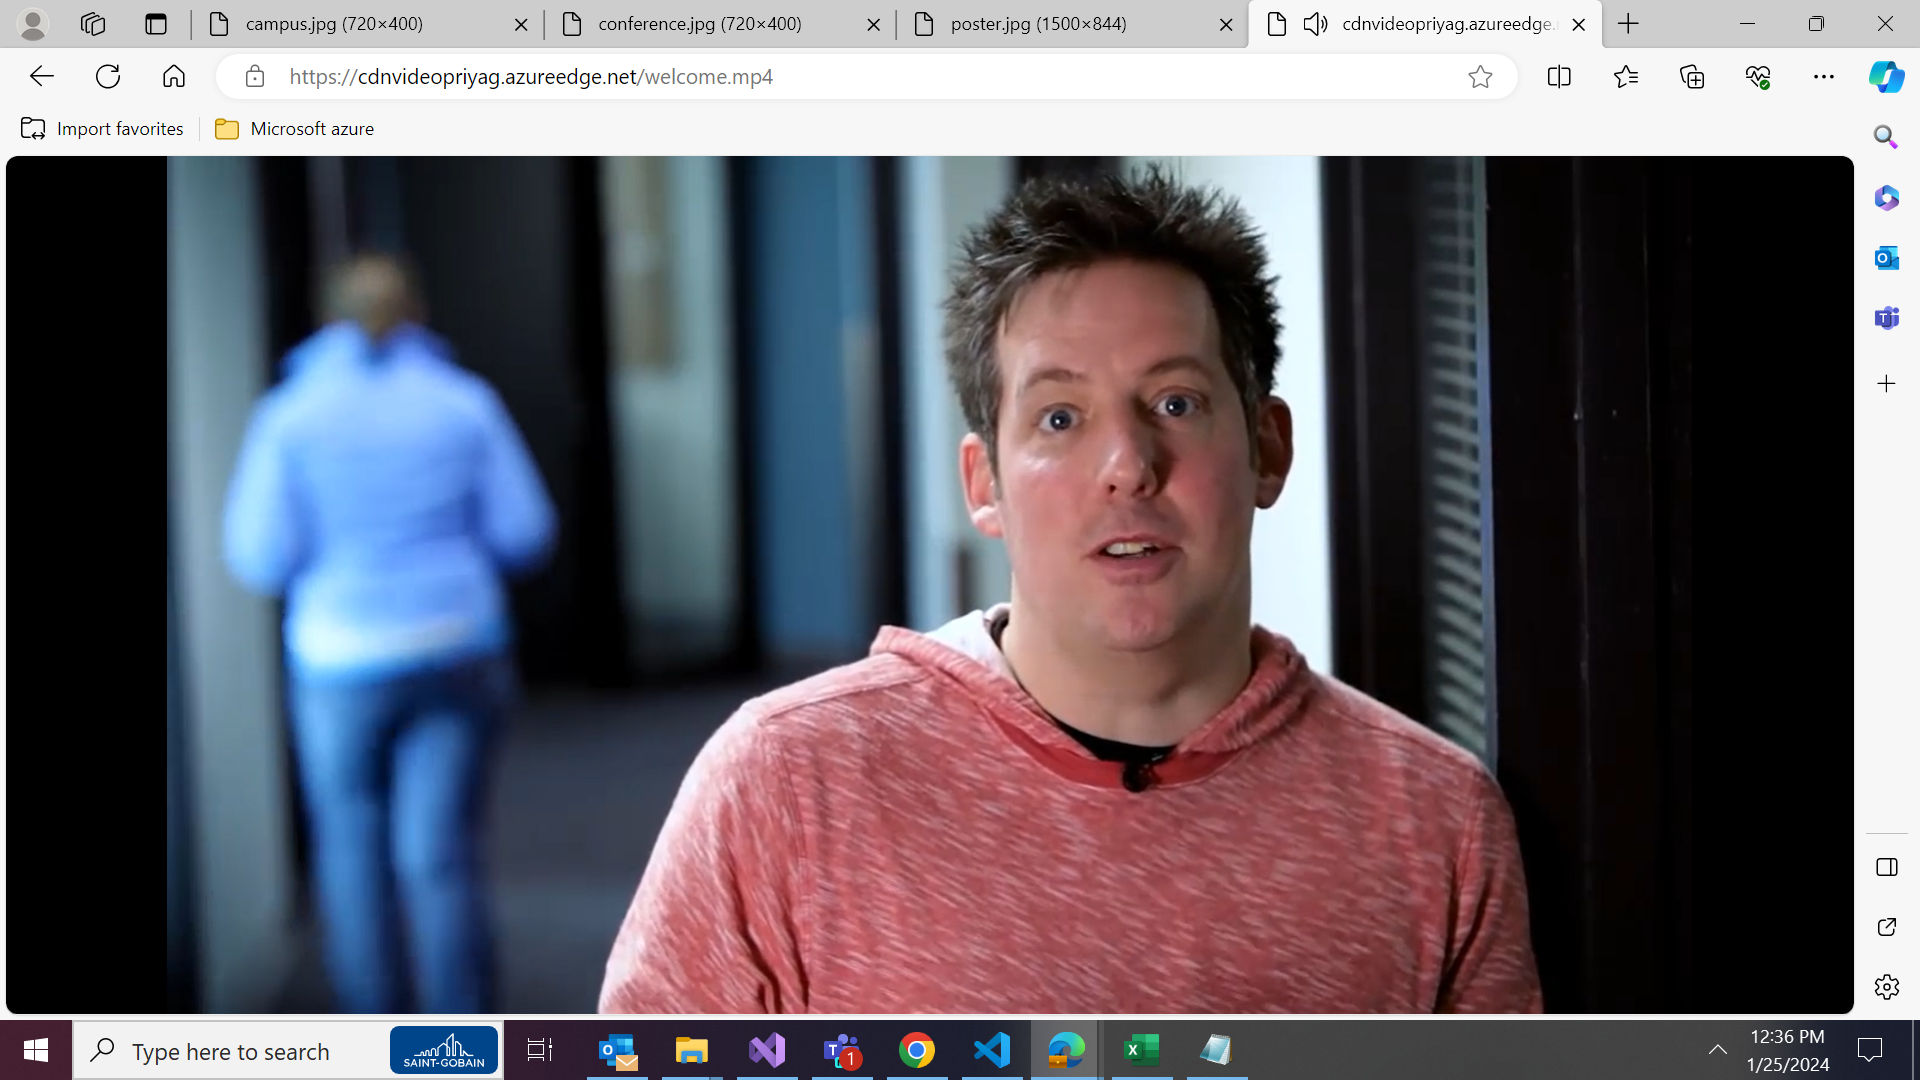 campus.jpg (720×400)
conference.jpg (720×400)
poster.jpg (1500×844)
cdnvideopriyag.azureedge.
https://cdnvideopriyag.azureedge.net/welcome.mp4
Import favorites
Microsoft azure
Type here to search
SAINT-GOBAIN
1
12:36 PM
1/25/2024